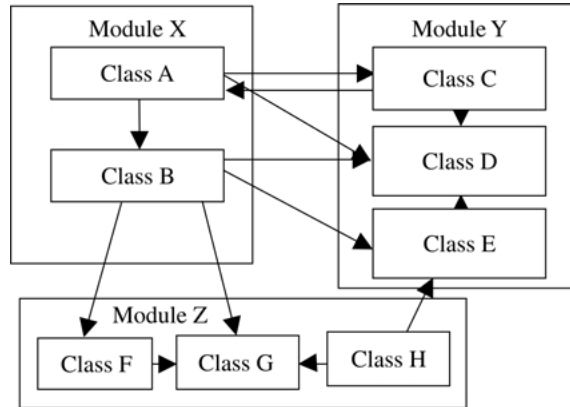 Module X
Class A
Class B
Module Y
Class C
Class D
Class E
Module Z
Class F
Class G
Class H